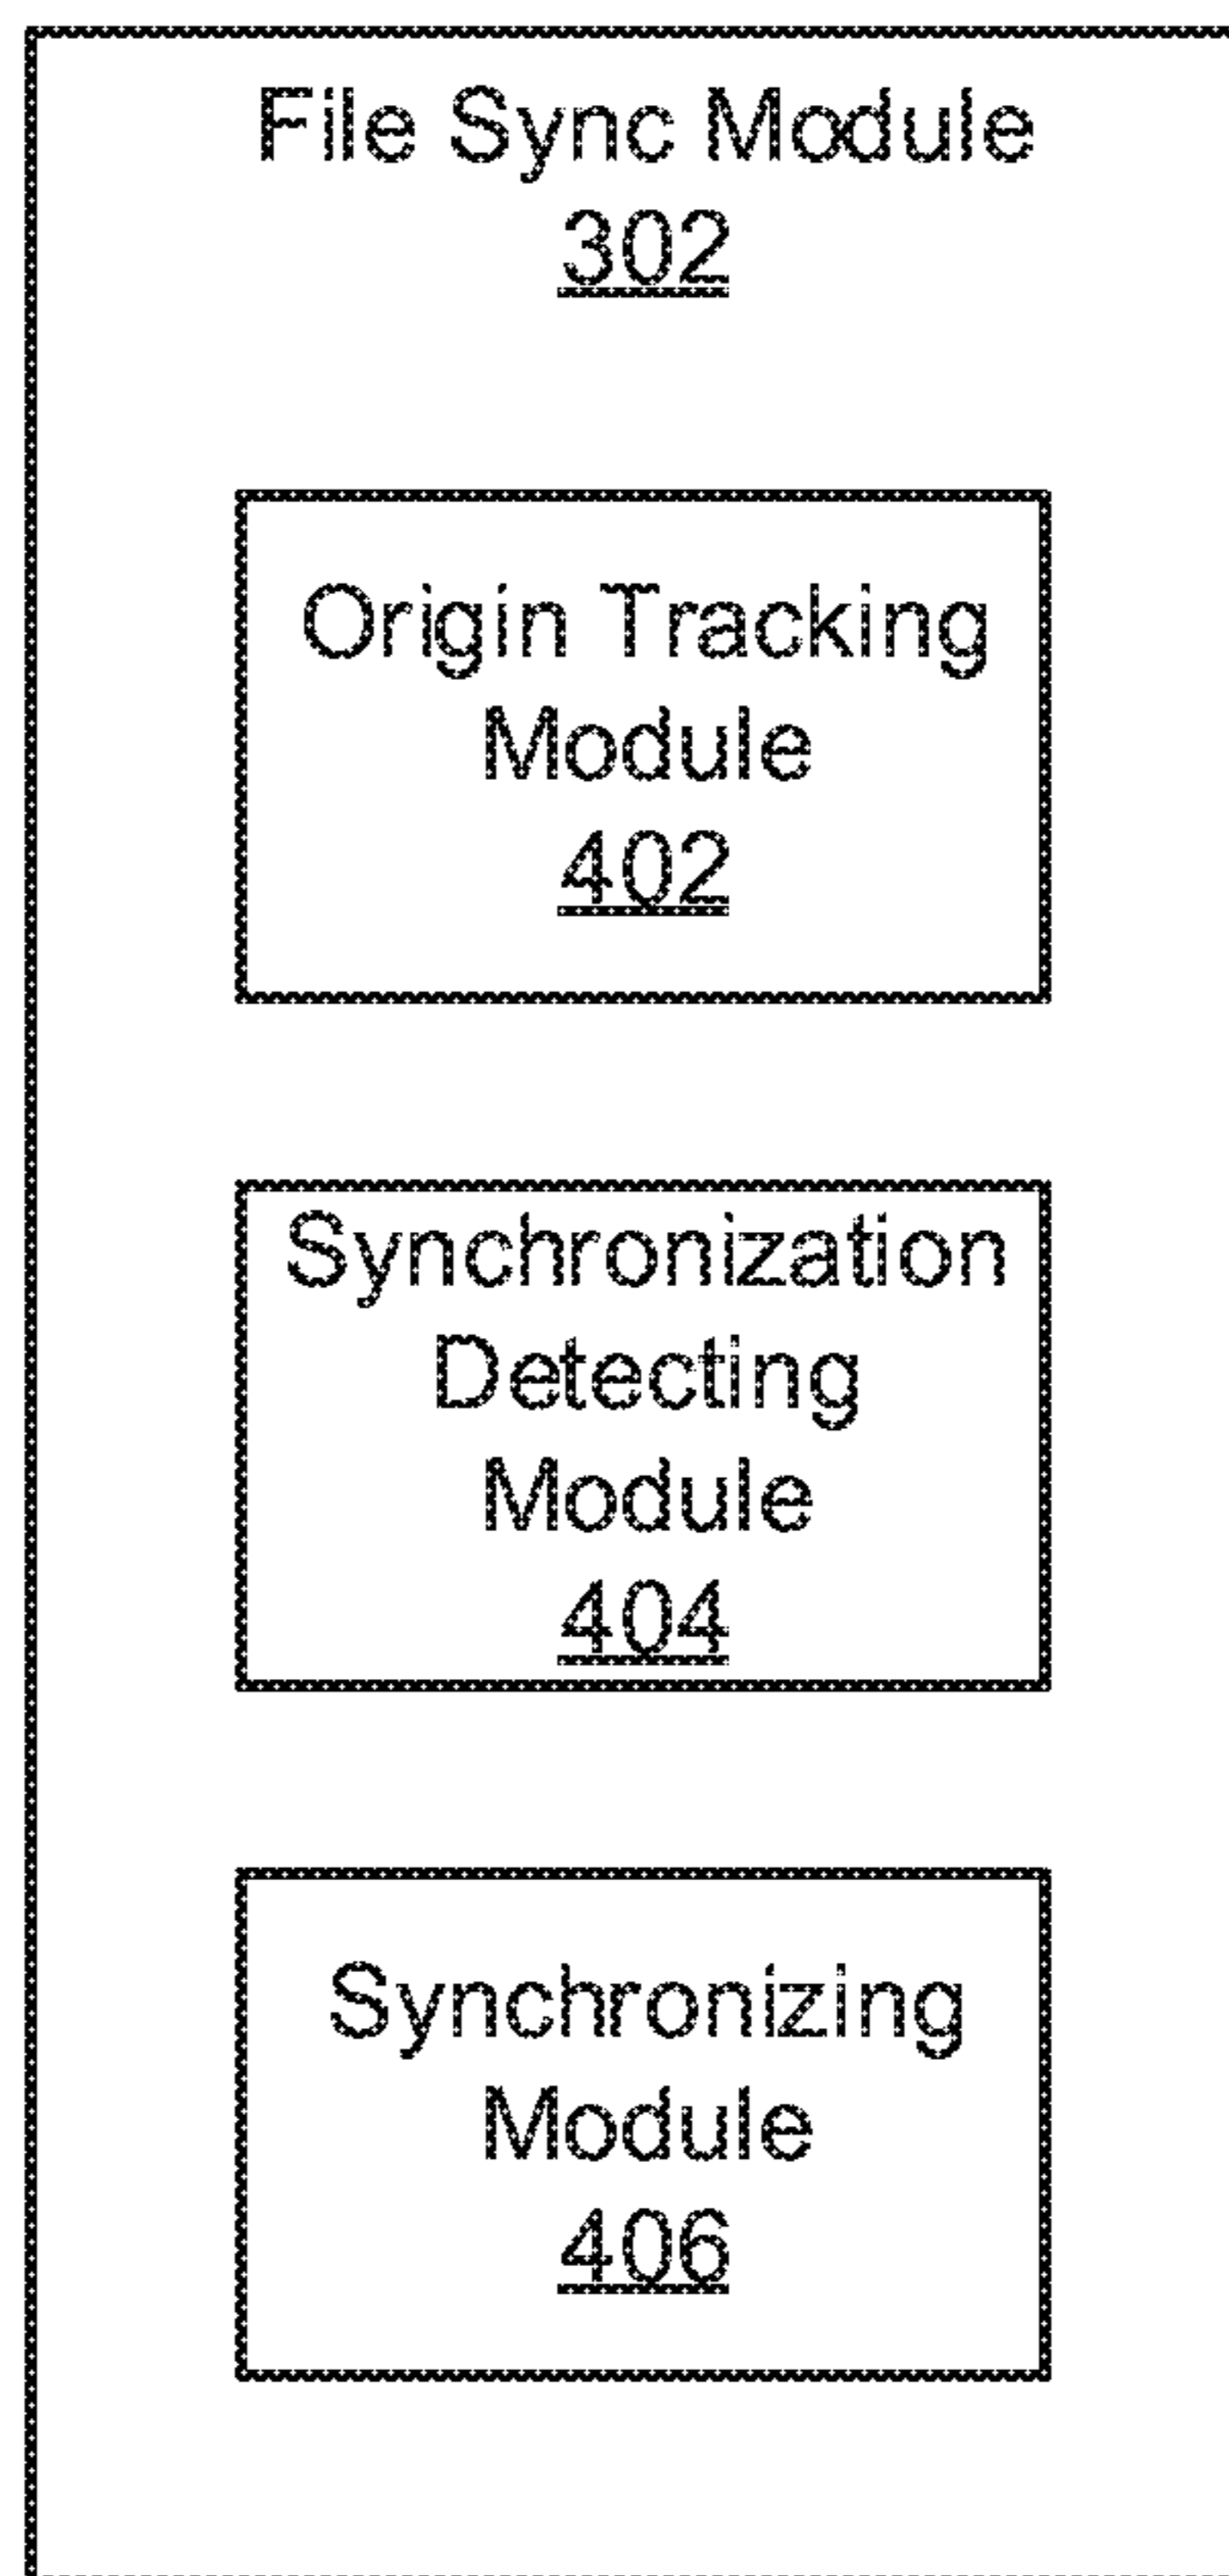 File Sync Module
302
Origin Tracking
Module
402
Synchronization
Detecting
Module
404
Synchronizing
Module
406